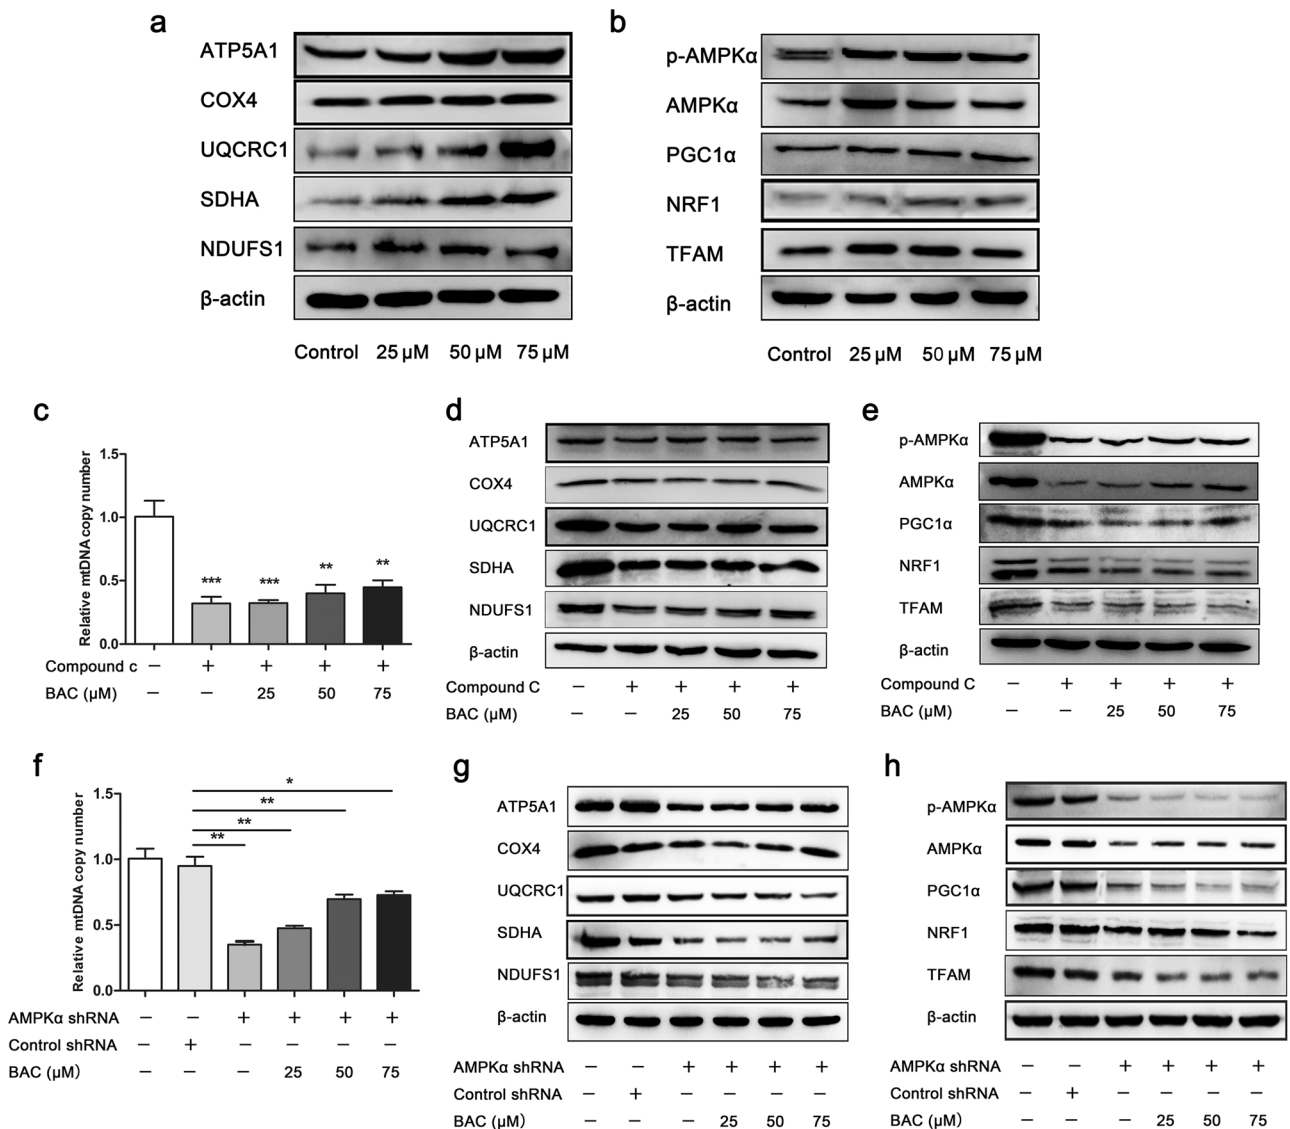 a
ATP5A1
COX4
UQCRC1
SDHA
NDUFS1
β-actin
Control 25 μM 50 μM 75 μM
b
p-AMPKα
AMPKα
PGC1α
NRF1
TFAM
β-actin
Control 25 μM 50 μM 75 μM
c
Relative mtDNA copy number
1.5
1.0
0.5
0.0
*** *** ** **
Compound c – + + + +
BAC (μM) – – 25 50 75
d
ATP5A1
COX4
UQCRC1
SDHA
NDUFS1
β-actin
Compound C – + + + +
BAC (μM) – – 25 50 75
e
p-AMPKα
AMPKα
PGC1α
NRF1
TFAM
β-actin
Compound C – + + + +
BAC (μM) – – 25 50 75
f
Relative mtDNA copy number
1.5
1.0
0.5
0.0
*
**
**
**
AMPKα shRNA – – + + + +
Control shRNA – + – – – –
BAC (μM) – – – 25 50 75
g
ATP5A1
COX4
UQCRC1
SDHA
NDUFS1
β-actin
AMPKα shRNA – – + + + +
Control shRNA – + – – – –
BAC (μM) – – – 25 50 75
h
p-AMPKα
AMPKα
PGC1α
NRF1
TFAM
β-actin
AMPKα shRNA – – + + + +
Control shRNA – + – – – –
BAC (μM) – – – 25 50 75